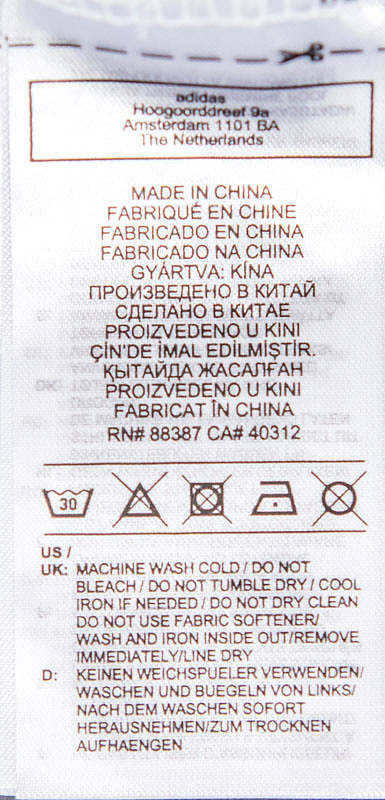 adidas
Hoogoorddreef 9a
Amsterdam 1101 BA
The Netherlands
MADE IN CHINA
FABRIQUÉ EN CHINE
FABRICADO EN CHINA
FABRICADO NA CHINA
GYÁRTVA: KÍNA
ПРОИЗВЕДЕНО В КИТАЙ
СДЕЛАНО В КИТАЕ
PROIZVEDENO U KINI
ÇİN'DE İMAL EDİLMİŞTİR.
ҚЫТАЙДА ЖАСАЛҒАН
PROIZVEDENO U KINI
FABRICAT ÎN CHINA
RN# 88387 CA# 40312
30
US /
UK: MACHINE WASH COLD / DO NOT
BLEACH / DO NOT TUMBLE DRY / COOL
IRON IF NEEDED / DO NOT DRY CLEAN
DO NOT USE FABRIC SOFTENER/
WASH AND IRON INSIDE OUT/REMOVE
IMMEDIATELY/LINE DRY
D: KEINEN WEICHSPUELER VERWENDEN/
WASCHEN UND BUEGELN VON LINKS/
NACH DEM WASCHEN SOFORT
HERAUSNEHMEN/ZUM TROCKNEN
AUFHAENGEN